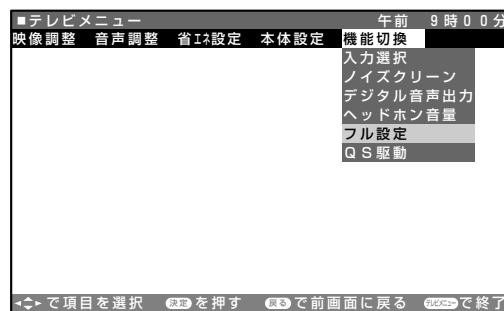 ■テレビメニュー 午前 9時00分
映像調整 音声調整 省エネ設定 本体設定 機能切換
入力選択
ノイズクリーン
デジタル音声出力
ヘッドホン音量
フル設定
QS駆動
で項目を選択 決定を押す 戻るで前画面に戻る テレビメニューで終了